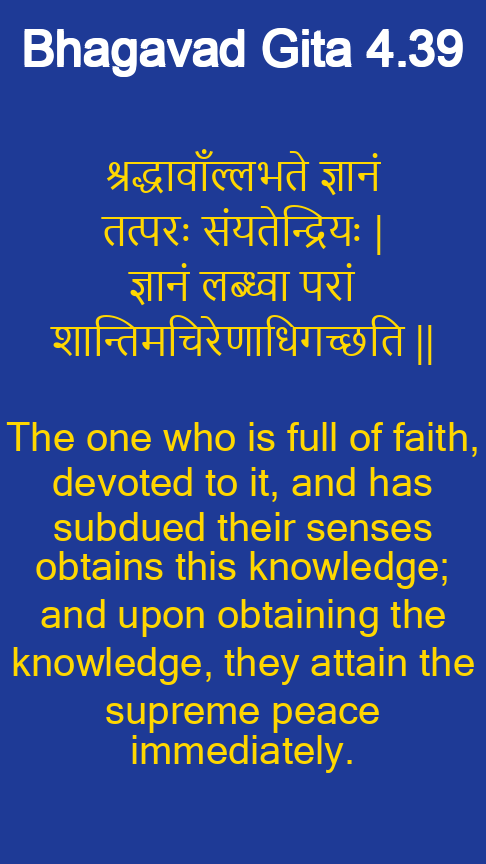 Bhagavad Gita 4.39
श्रद्धावाँल्लभते ज्ञानं
तत्परः संयतेन्द्रियः |
ज्ञानं लब्ध्वा परां
शान्तिमचिरेणाधिगच्छति ||
The one who is full of faith,
devoted to it, and has
subdued their senses
obtains this knowledge;
and upon obtaining the
knowledge, they attain the
supreme peace
immediately.